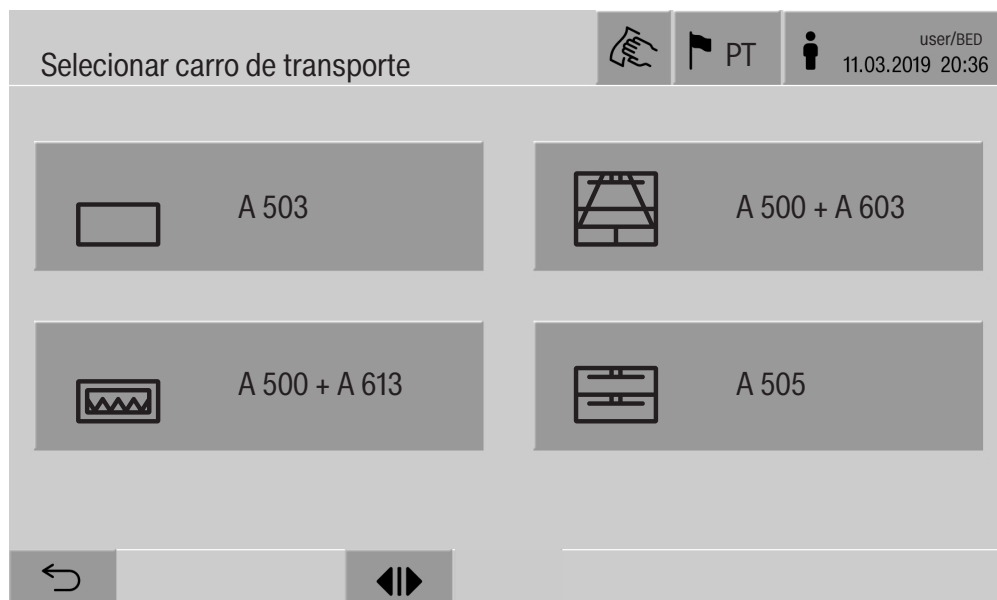 Selecionar carro de transporte
PT
user/BED
11.03.2019 20:36
A 503
A 500 + A 603
A 500 + A 613
A 505